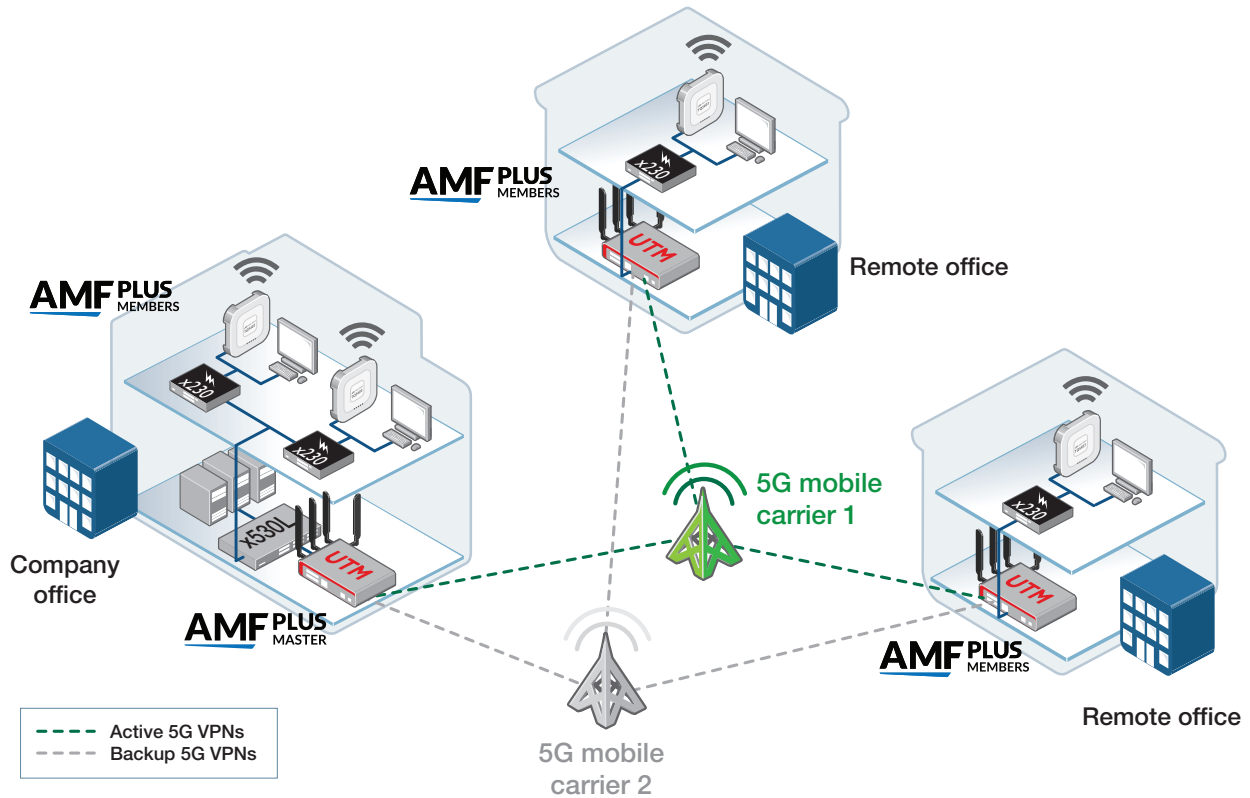 AMF PLUS
MEMBERS
x230
UTM
Remote office
AMF PLUS
MEMBERS
x230
x230
x530L
UTM
Company
office
AMF PLUS
MASTER
5G mobile
carrier 1
x230
UTM
AMF PLUS
MEMBERS
Remote office
5G mobile
carrier 2
Active 5G VPNs
Backup 5G VPNs